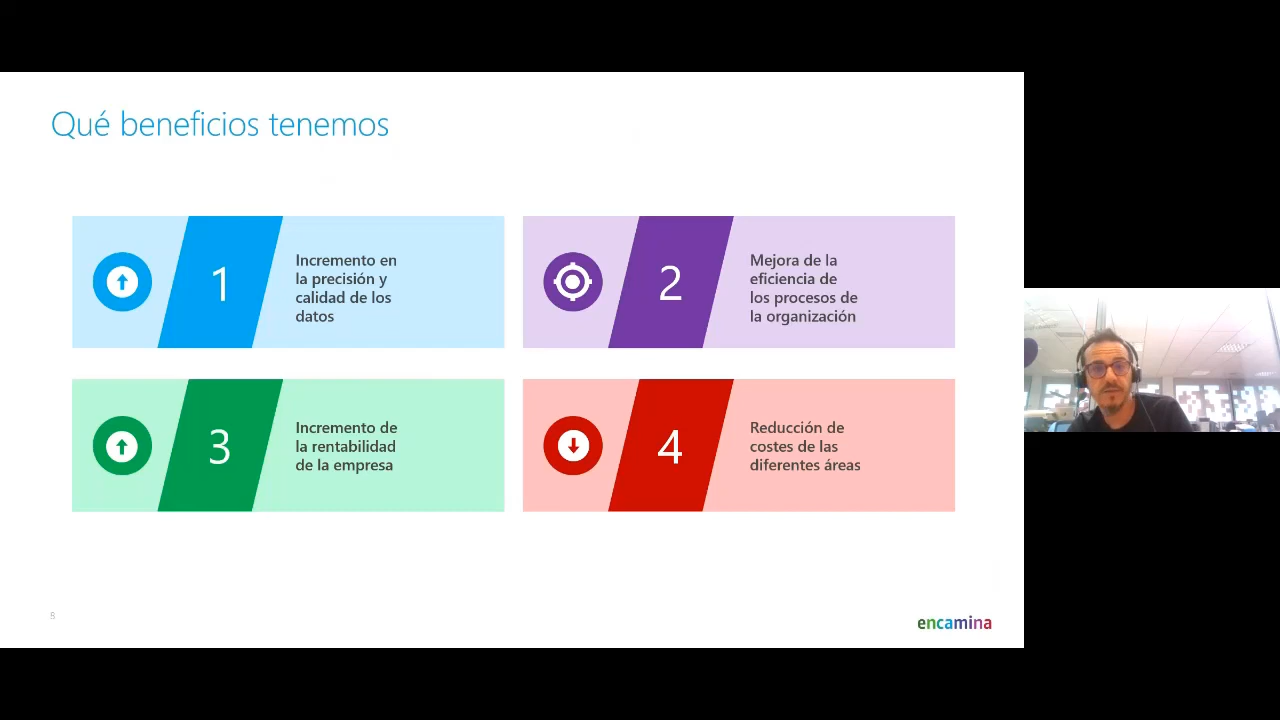 Qué beneficios tenemos
1
Incremento en
la precisión y
calidad de los
datos
2
Mejora de la
eficiencia de
los procesos de
la organización
3
Incremento de
la rentabilidad
de la empresa
4
Reducción de
costes de las
diferentes áreas
8
encamina